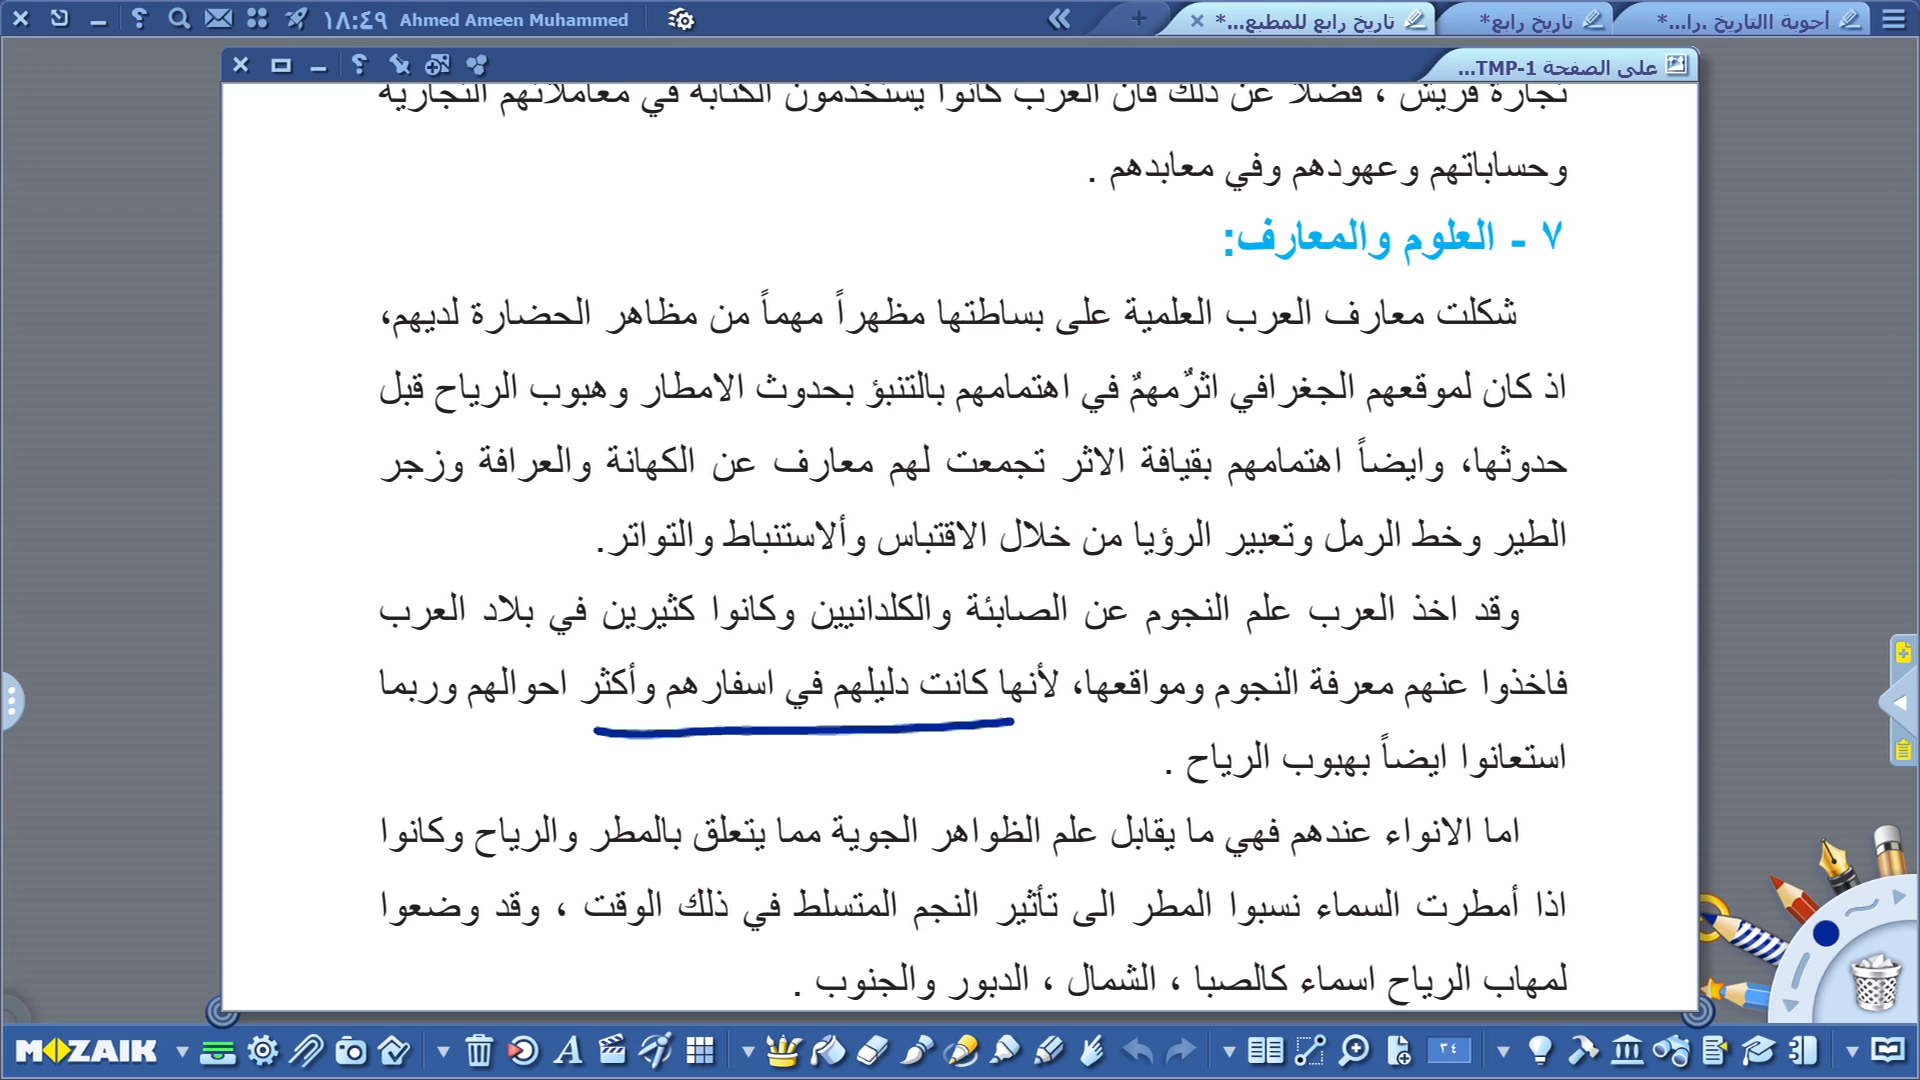 Ahmed Ameen Muhammed ١٨:٤٩
أجوبة االتاريخ .را...*
تاريخ رابع*
تاريخ رابع للمطبع...*
على الصفحة TMP-1...
تجارة قريش ، فضلا عن ذلك فان العرب كانوا يستخدمون الكتابة في معاملاتهم التجارية
وحساباتهم وعهودهم وفي معابدهم .
٧ - العلوم والمعارف:
شكلت معارف العرب العلمية على بساطتها مظهراً مهماً من مظاهر الحضارة لديهم،
اذ كان لموقعهم الجغرافي اثرٌ مهمٌ في اهتمامهم بالتنبؤ بحدوث الامطار وهبوب الرياح قبل
حدوثها، وايضاً اهتمامهم بقيافة الاثر تجمعت لهم معارف عن الكهانة والعرافة وزجر
الطير وخط الرمل وتعبير الرؤيا من خلال الاقتباس وألاستنباط والتواتر.
وقد اخذ العرب علم النجوم عن الصابئة والكلدانيين وكانوا كثيرين في بلاد العرب
فاخذوا عنهم معرفة النجوم ومواقعها، لأنها كانت دليلهم في اسفارهم وأكثر احوالهم وربما
استعانوا ايضاً بهبوب الرياح .
اما الانواء عندهم فهي ما يقابل علم الظواهر الجوية مما يتعلق بالمطر والرياح وكانوا
اذا أمطرت السماء نسبوا المطر الى تأثير النجم المتسلط في ذلك الوقت ، وقد وضعوا
لمهاب الرياح اسماء كالصبا ، الشمال ، الدبور والجنوب .
MOZAIK
٣٤